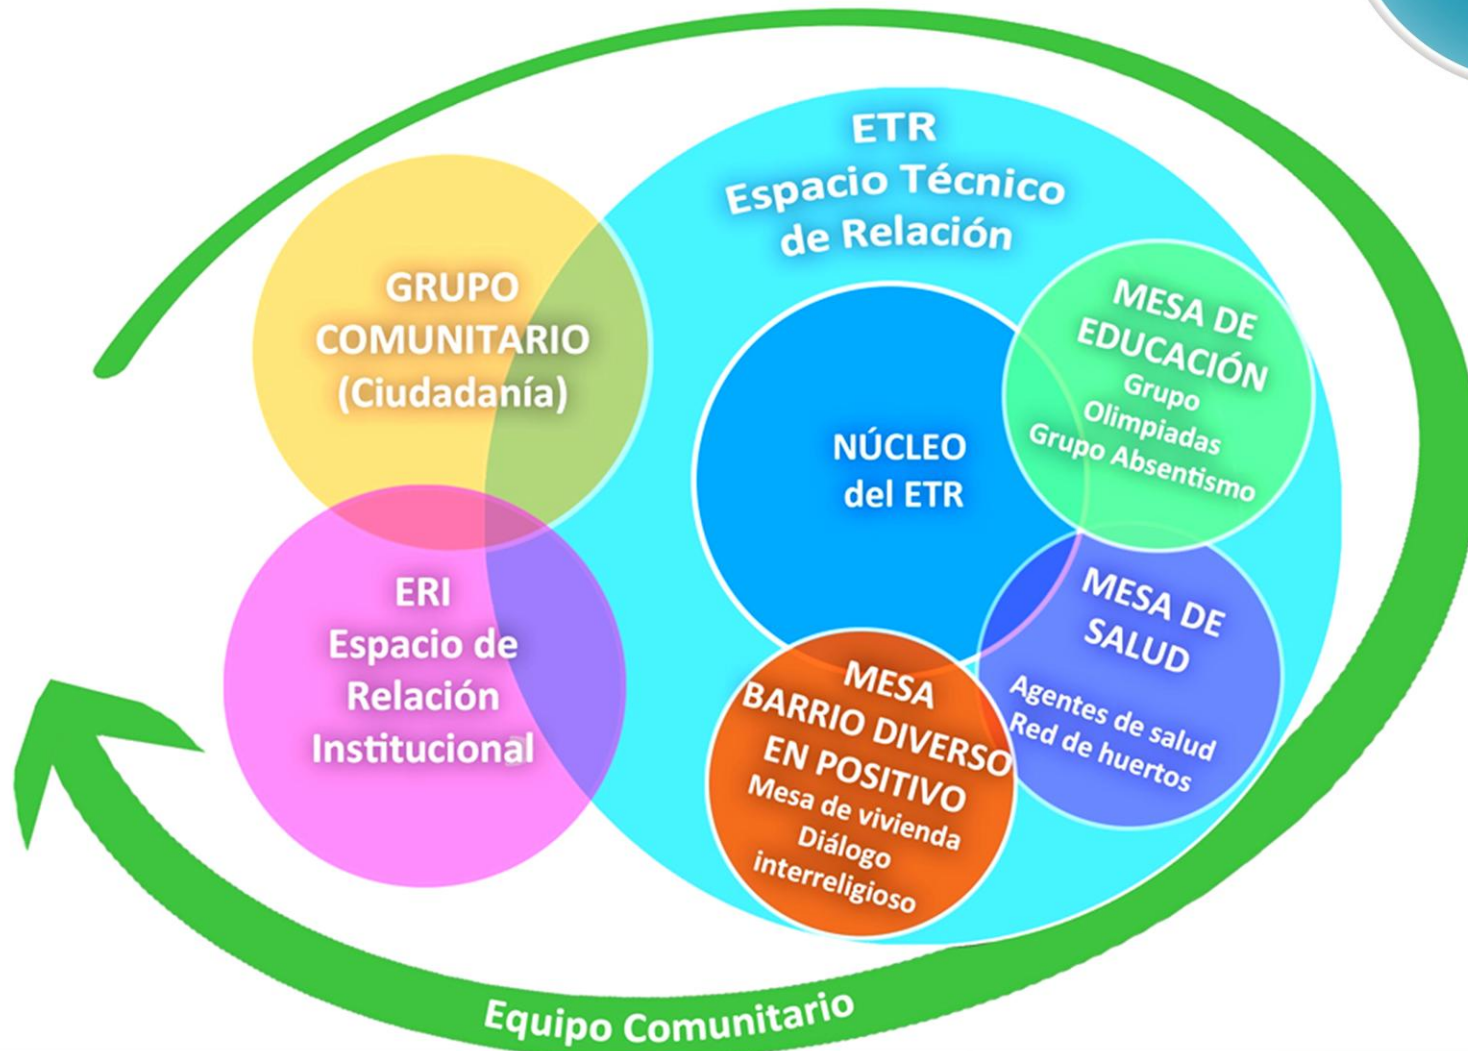 ETR
Espacio Técnico
de Relación
GRUPO
COMUNITARIO
(Ciudadanía)
MESA DE
EDUCACIÓN
Grupo
Olimpiadas
Grupo Absentismo
NÚCLEO
del ETR
ERI
Espacio de
Relación
Institucional
MESA DE
SALUD
Agentes de salud
Red de huertos
MESA
BARRIO DIVERSO
EN POSITIVO
Mesa de vivienda
Diálogo
interreligioso
Equipo Comunitario